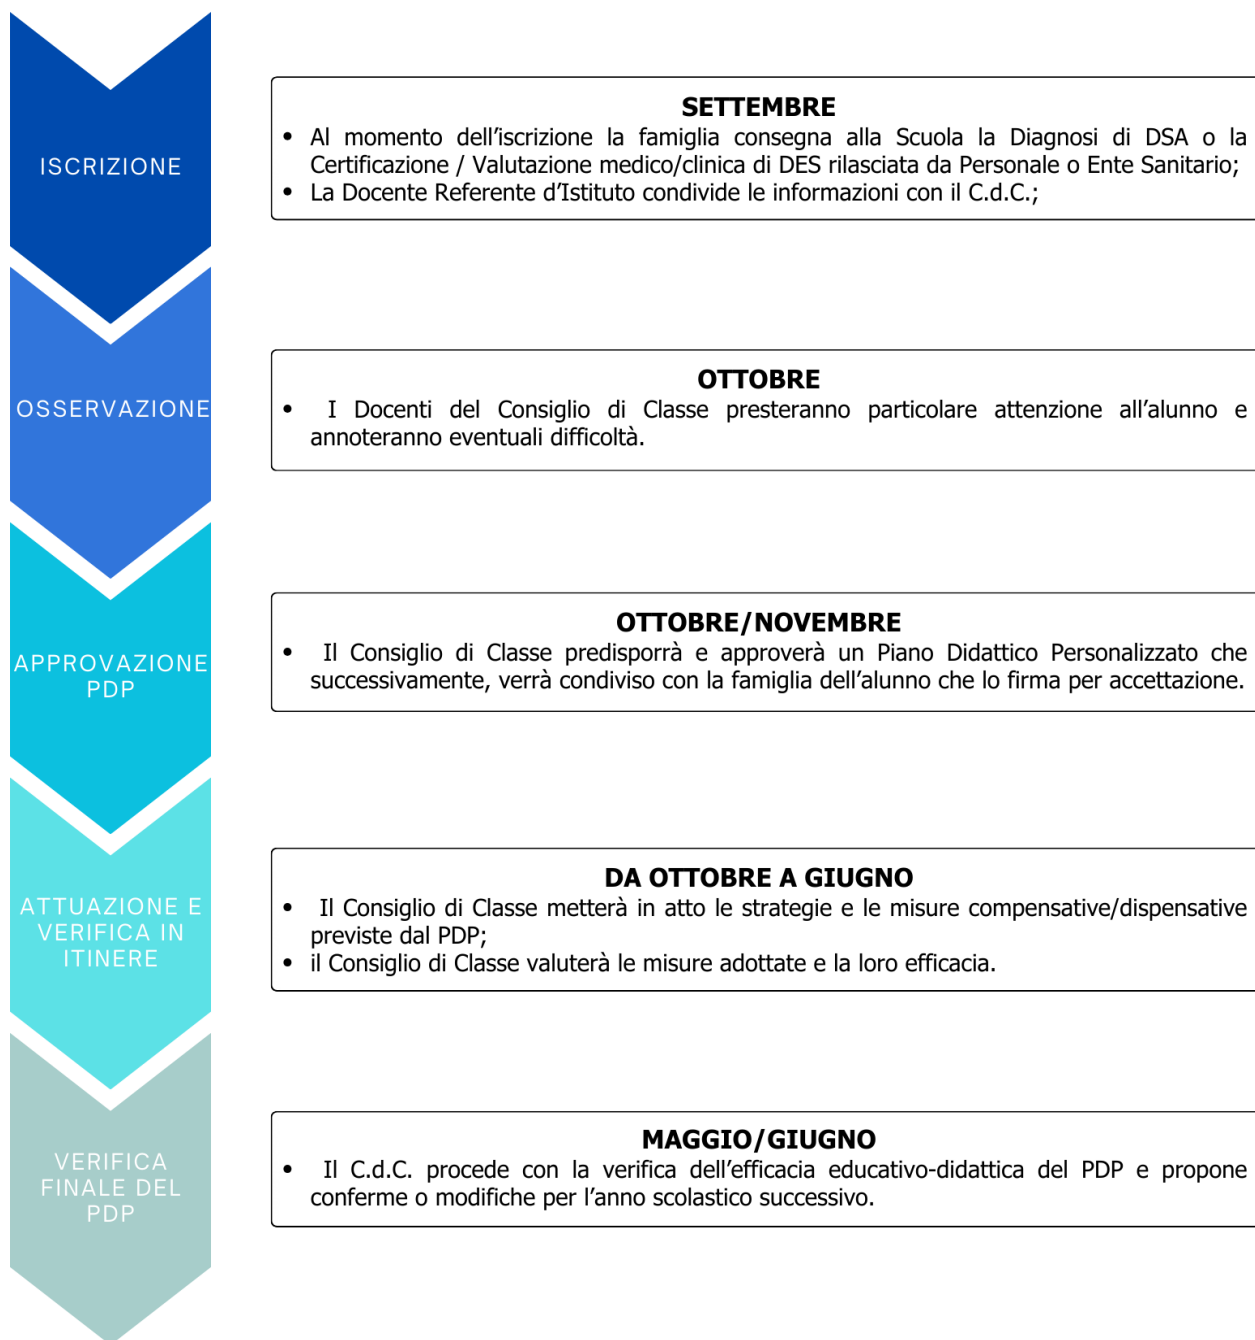 ISCRIZIONE
SETTEMBRE
• Al momento dell'iscrizione la famiglia consegna alla Scuola la Diagnosi di DSA o la
Certificazione / Valutazione medico/clinica di DES rilasciata da Personale o Ente Sanitario;
• La Docente Referente d'Istituto condivide le informazioni con il C.d.C.;
OSSERVAZIONE
OTTOBRE
• I Docenti del Consiglio di Classe presteranno particolare attenzione all'alunno e
annoteranno eventuali difficoltà.
APPROVAZIONE
PDP
OTTOBRE/NOVEMBRE
• Il Consiglio di Classe predisporrà e approverà un Piano Didattico Personalizzato che
successivamente, verrà condiviso con la famiglia dell'alunno che lo firma per accettazione.
ATTUAZIONE E
VERIFICA IN
ITINERE
DA OTTOBRE A GIUGNO
• Il Consiglio di Classe metterà in atto le strategie e le misure compensative/dispensative
previste dal PDP;
• il Consiglio di Classe valuterà le misure adottate e la loro efficacia.
VERIFICA
FINALE DEL
PDP
MAGGIO/GIUGNO
• Il C.d.C. procede con la verifica dell'efficacia educativo-didattica del PDP e propone
conferme o modifiche per l'anno scolastico successivo.